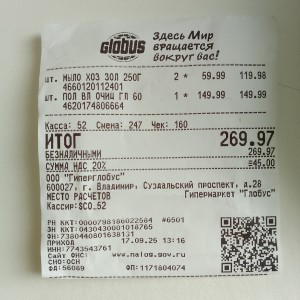 globus
Здесь Мир
вращается
вокруг вас!
шт. МЫЛО ХОЗ ЗОЛ 250Г 2 * 59.99 119.98
4660120112401
шт. ПОЛ ВЛ ОЧИЩ ГЛ 60 1 * 149.99 149.99
4620174806664
Касса: 52 Смена: 247 Чек: 160
ИТОГ 269.97
БЕЗНАЛИЧНЫМИ 269.97
СУММА НДС 20% =45.00
ООО "Гиперглобус"
600027, г. Владимир, Суздальский проспект, д.28
МЕСТО РАСЧЕТОВ Гипермаркет "Глобус"
Кассир:SCO.52
РН ККТ:0000798186022584 #6501
ЗН ККТ:0430430001018765
ФН:7380440801638131
ПРИХОД 17.09.25 13:16
ИНН:7743543761
Сайт ФНС: www.nalog.gov.ru
СНО:ОСН
ФД:56069 ФП:1171804074